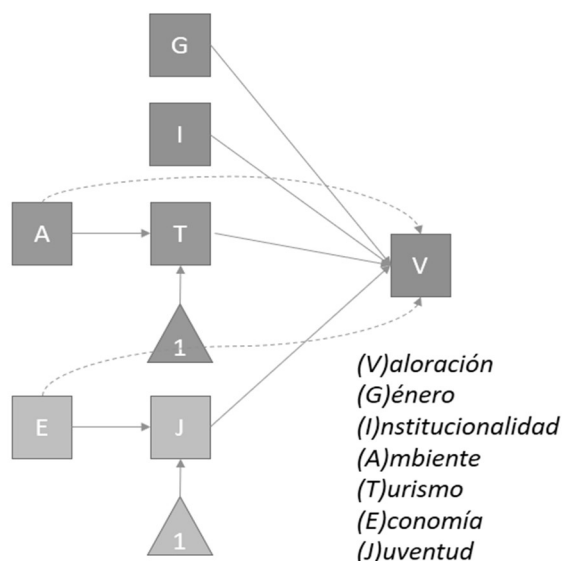 G
I
A
T
V
1
E
J
1
(V)aloración
(G)énero
(I)nstitucionalidad
(A)mbiente
(T)urismo
(E)conomía
(J)uventud